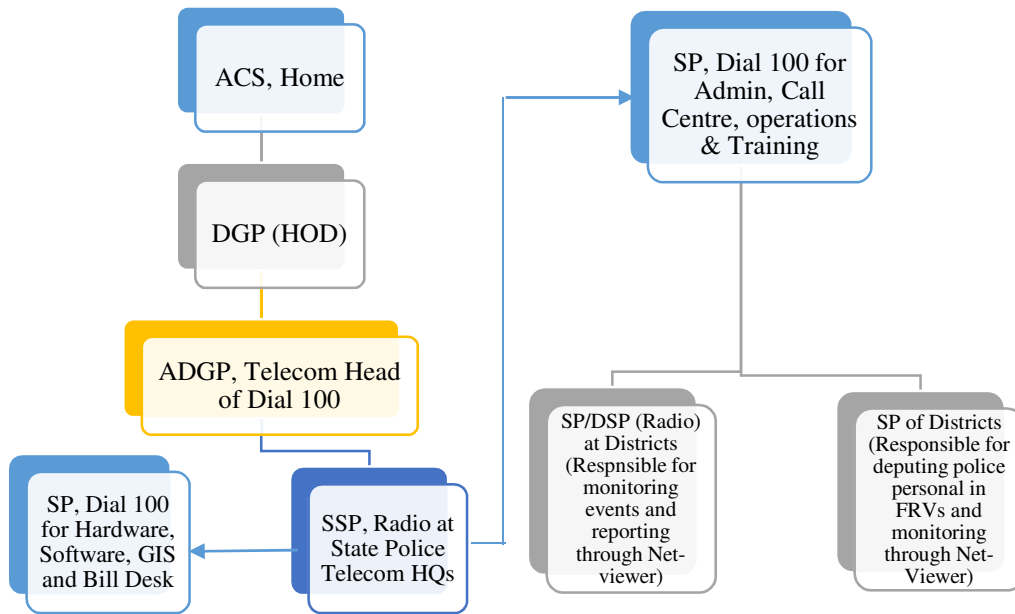 ACS, Home
DGP (HOD)
ADGP, Telecom Head
of Dial 100
SP, Dial 100
for Hardware,
Software, GIS
and Bill Desk
SSP, Radio at
State Police
Telecom HQs
SP, Dial 100 for
Admin, Call
Centre, operations
& Training
SP/DSP (Radio)
at Districts
(Respnsible for
monitoring
events and
reporting
through Net-
viewer)
SP of Districts
(Responsible for
deputing police
personal in
FRVs and
monitoring
through Net-
Viewer)